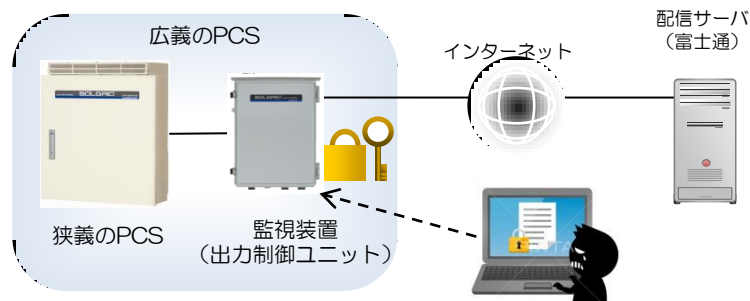 広義のPCS
インターネット
配信サーバ
(富士通)
SOLGRID
狭義のPCS
監視装置
(出力制御ユニット)